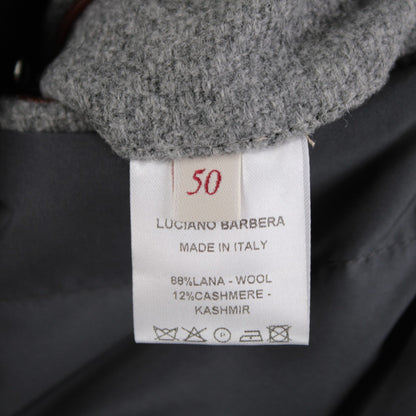 50
LUCIANO BARBERA
MADE IN ITALY
88%LANA - WOOL
12%CASHMERE -
KASHMIR